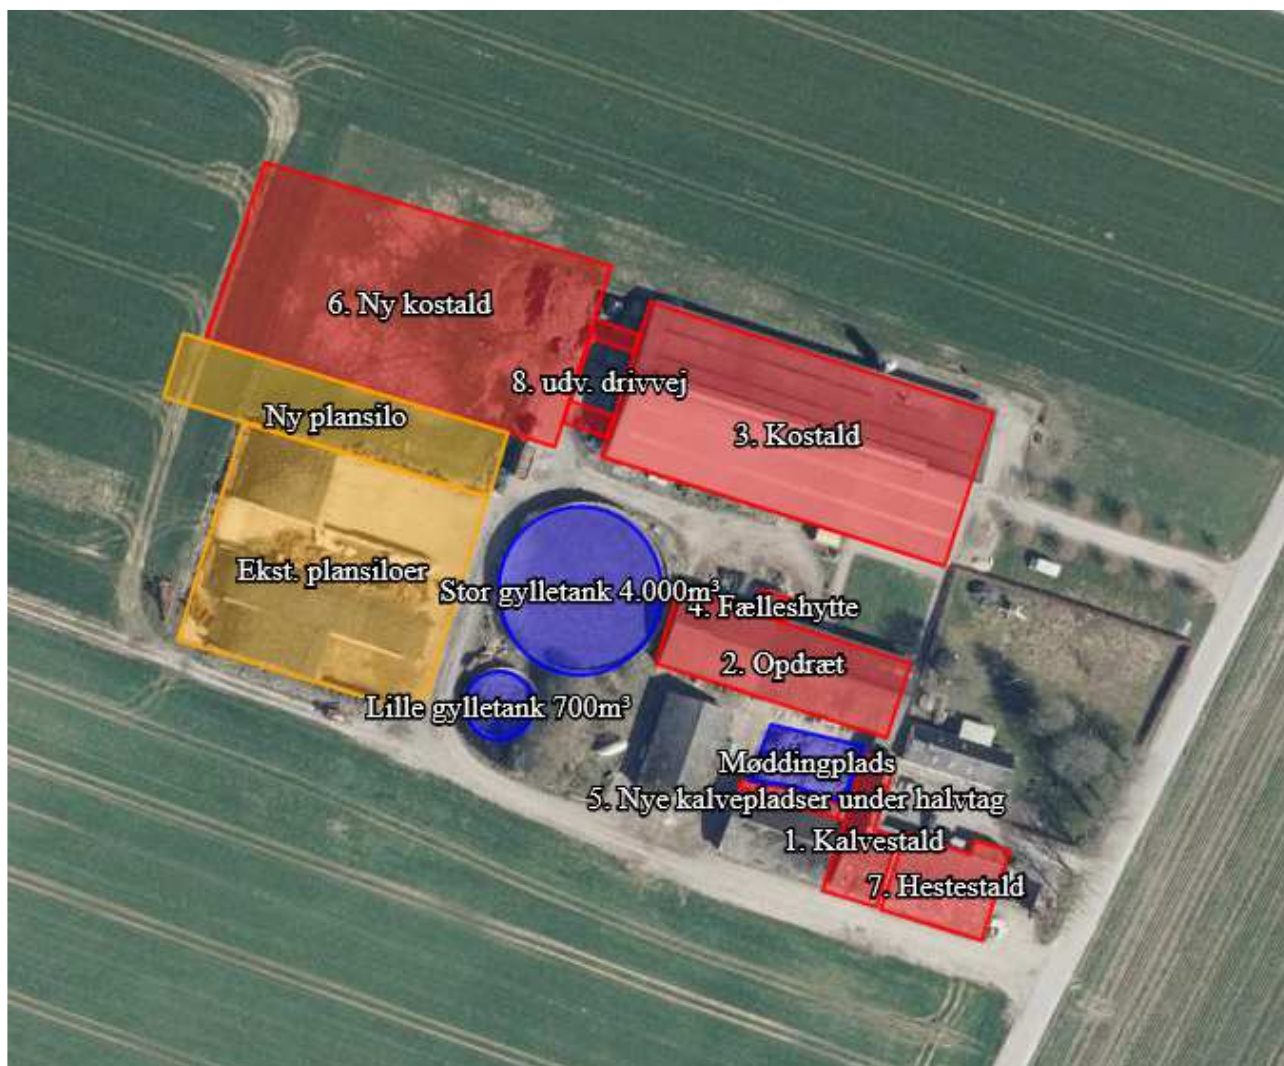 6. Ny kostald
8. udv. drivvej
Ny plansilo
3. Kostald
Ekst. plansiloer
Stor gylletank 4.000m³
4. Fælleshytte
2. Opdræt
Lille gylletank 700m³
Møddingplads
5. Nye kalvepladser under halvtag
1. Kalvestald
7. Hestestald